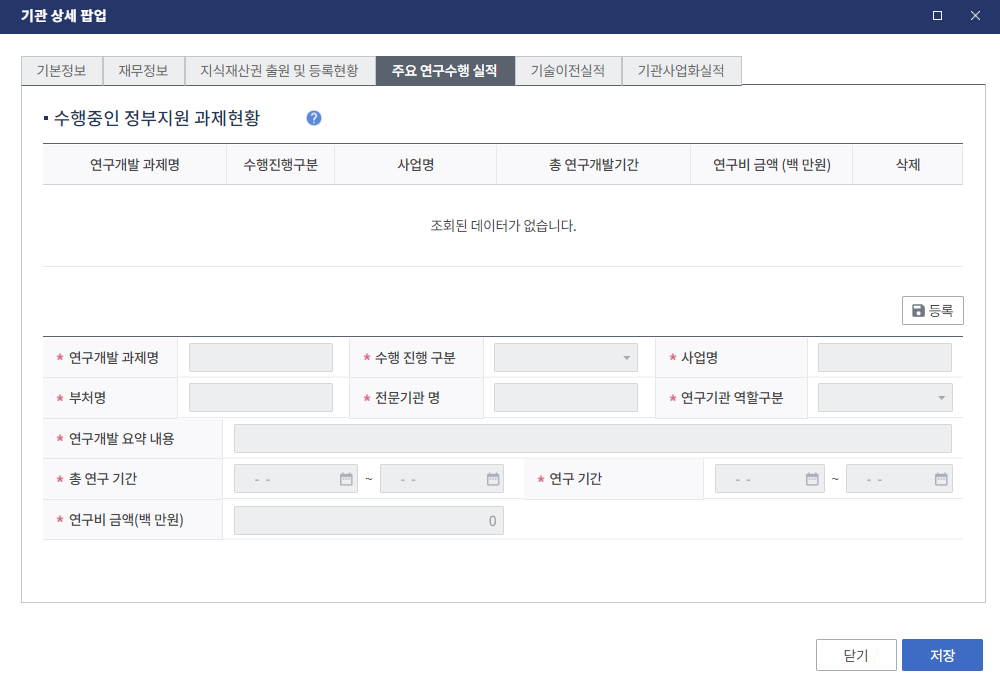 기관 상세 팝업
기본정보 재무정보 지식재산권 출원 및 등록현황 주요 연구수행 실적 기술이전실적 기관사업화실적
수행중인 정부지원 과제현황 ?
연구개발 과제명 수행진행구분 사업명 총 연구개발기간 연구비 금액 (백 만원) 삭제
조회된 데이터가 없습니다.
등록
* 연구개발 과제명 * 수행 진행 구분 * 사업명
* 부처명 * 전문기관 명 * 연구기관 역할구분
* 연구개발 요약 내용
* 총 연구 기간 - - ~ - - * 연구 기간 - - ~ - -
* 연구비 금액(백 만원) 0
닫기 저장